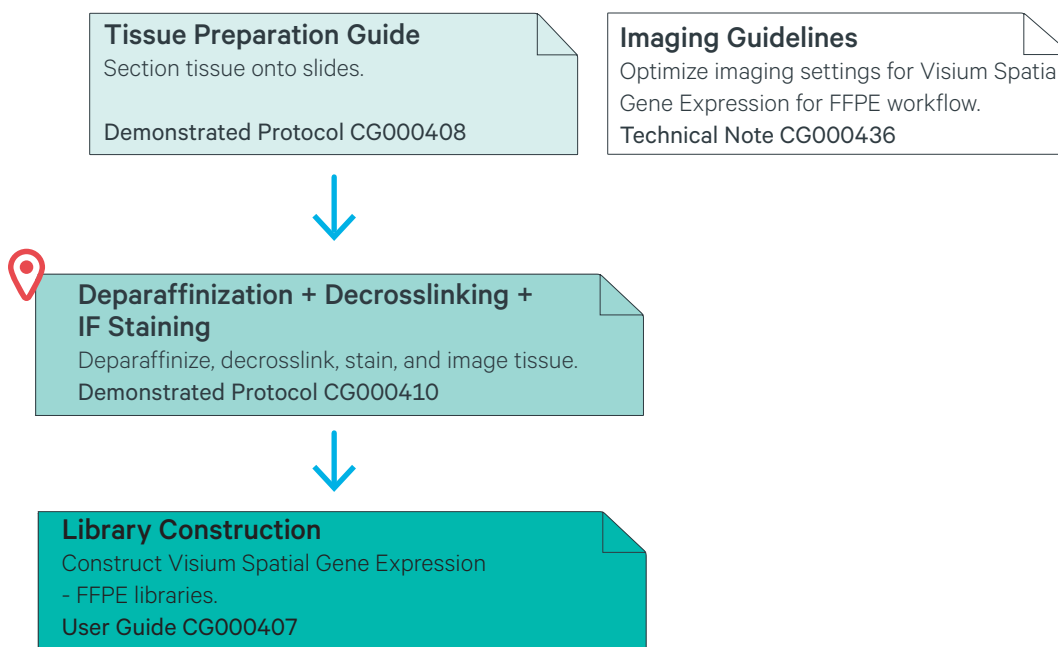 Tissue Preparation Guide
Section tissue onto slides.
Demonstrated Protocol CG000408
Imaging Guidelines
Optimize imaging settings for Visium Spatia
Gene Expression for FFPE workflow.
Technical Note CG000436
Deparaffinization + Decrosslinking +
IF Staining
Deparaffinize, decrosslink, stain, and image tissue.
Demonstrated Protocol CG000410
Library Construction
Construct Visium Spatial Gene Expression
- FFPE libraries.
User Guide CG000407